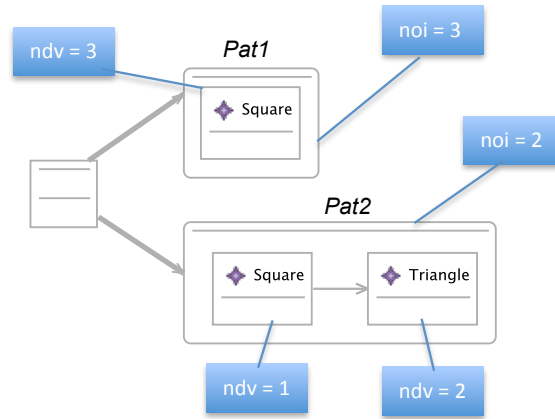 ndv = 3
Pat1
noi = 3
Square
noi = 2
Pat2
Square
Triangle
ndv = 1
ndv = 2